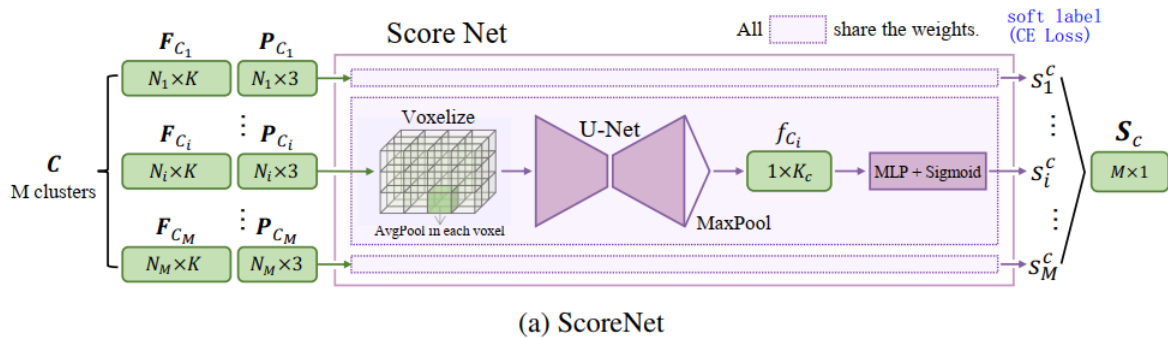 soft label
(CE Loss)
Score Net
All share the weights.
F_{C_1} P_{C_1}
N_1×K N_1×3
s_1^c
Voxelize
U-Net
⋮
F_{C_i} P_{C_i}
f_{C_i}
⋮
S_c
C
M clusters
N_i×K N_i×3
1×K_c
MLP + Sigmoid
s_i^c
M×1
AvgPool in each voxel
MaxPool
⋮
F_{C_M} P_{C_M}
⋮
N_M×K N_M×3
s_M^c
(a) ScoreNet